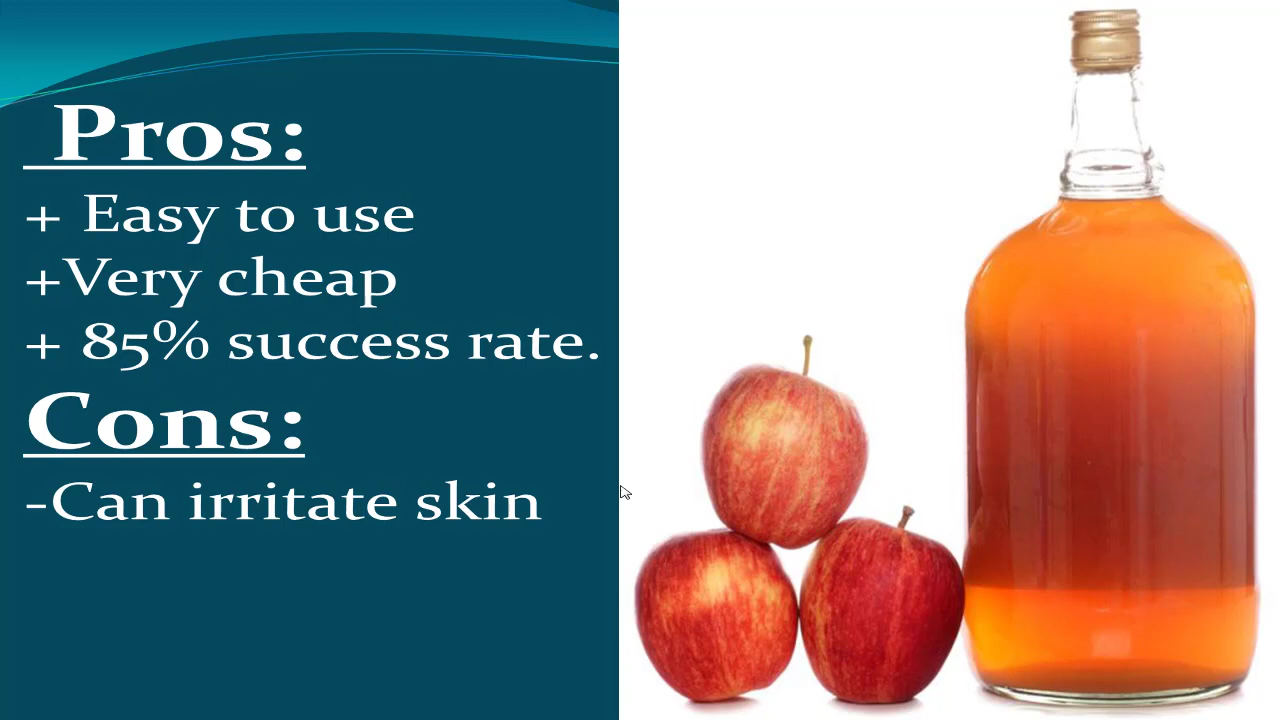 Pros:
+ Easy to use
+Very cheap
+ 85% success rate.
Cons:
-Can irritate skin